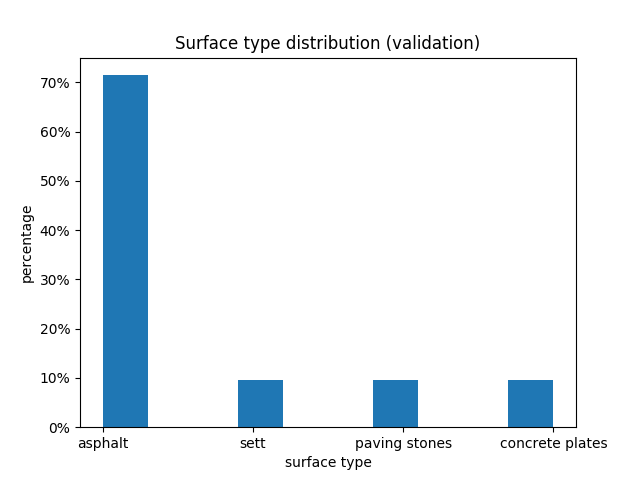 Surface type distribution (validation)
percentage
70%
60%
50%
40%
30%
20%
10%
0%
asphalt sett paving stones concrete plates
surface type